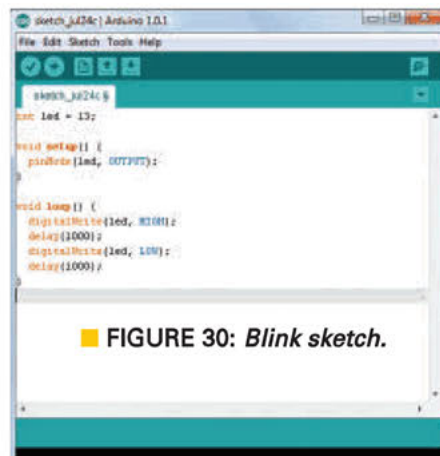 sketch_jul24c | Arduino 1.0.1
File Edit Sketch Tools Help
sketch_jul24c §
int led = 13;
void setup() {
pinMode(led, OUTPUT);
}
void loop() {
digitalWrite(led, HIGH);
delay(1000);
digitalWrite(led, LOW);
delay(1000);
}
FIGURE 30: Blink sketch.